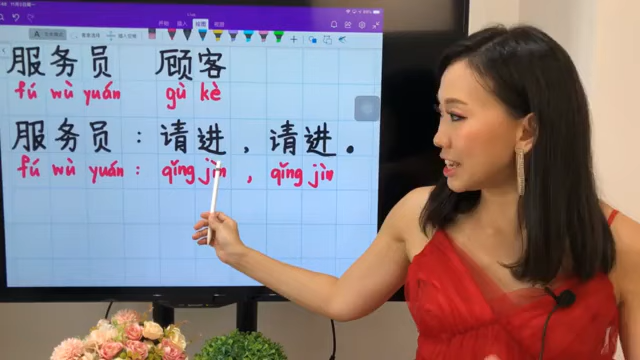 服务员 顾客
fú wù yuán gù kè
服务员：请进，请进。
fú wù yuán： qǐng jìn ， qǐng jìn